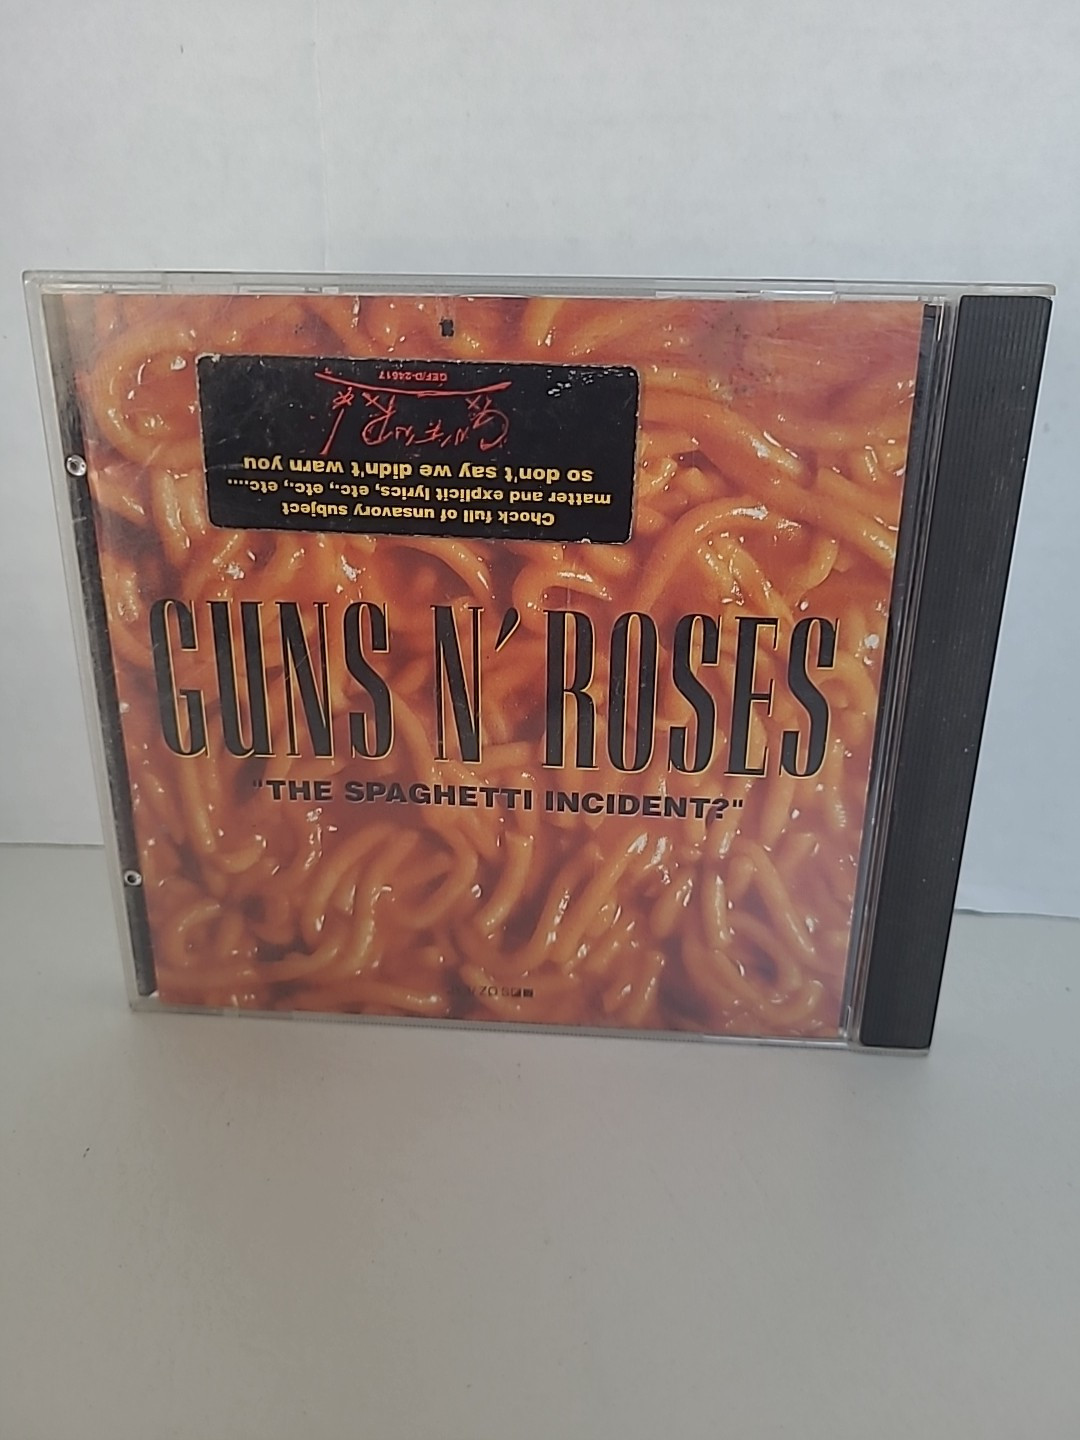 Chock full of unsavory subject
matter and explicit lyrics, etc., etc., etc....
so don't say we didn't warn you
GEF/D-24617
GUNS N' ROSES
"THE SPAGHETTI INCIDENT?"